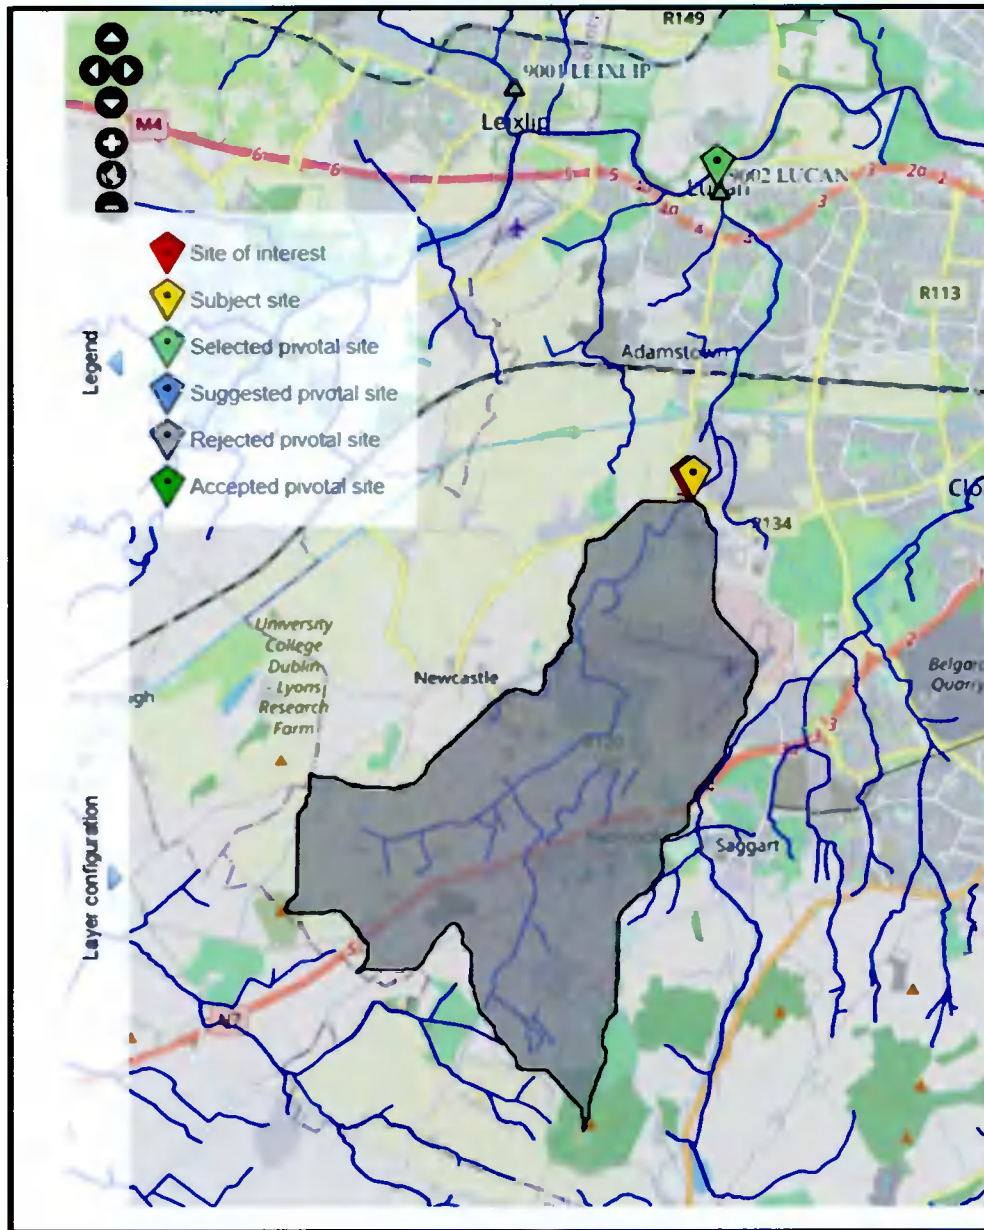 R149
9001 LEIXLIP
Leixlip
M4
6
6
5
9002 LUCAN
4a
4
3
3
2a
2
R113
Site of interest
Subject site
Selected pivotal site
Suggested pivotal site
Rejected pivotal site
Accepted pivotal site
Legend
Adamstown
R134
Clo
University
College
Dublin
- Lyons
Research
Farm
Newcastle
Belgard
Quarry
2
3
Saggart
Layer configuration
5
N7